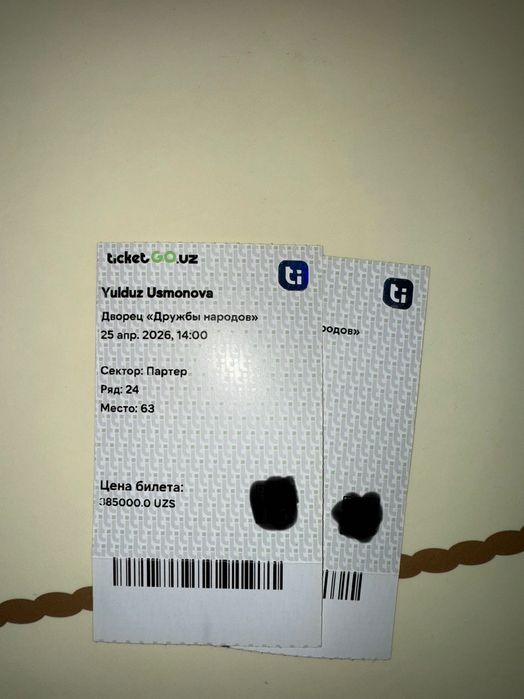 ticketGO.uz
ti
Yulduz Usmonova
Дворец «Дружбы народов»
25 апр. 2026, 14:00
Сектор: Партер
Ряд: 24
Место: 63
Цена билета:
385000.0 UZS
ti
родов»